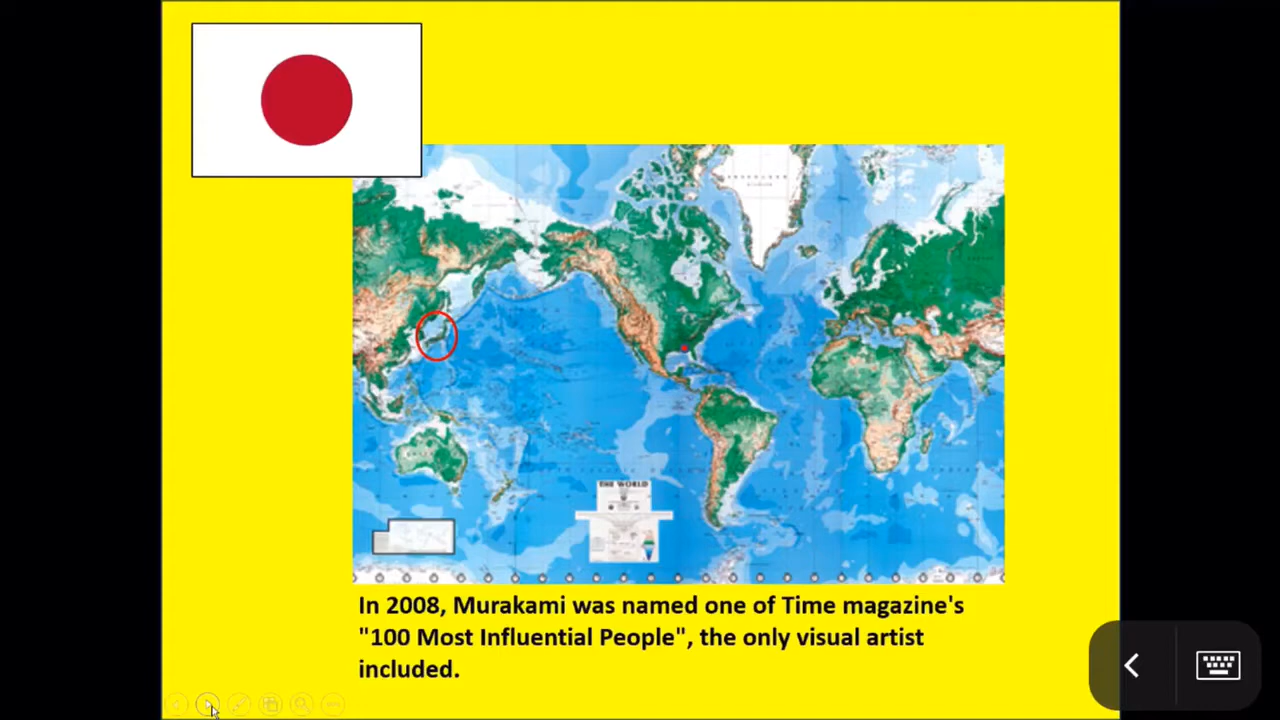 THE WORLD
In 2008, Murakami was named one of Time magazine's
"100 Most Influential People", the only visual artist
included.